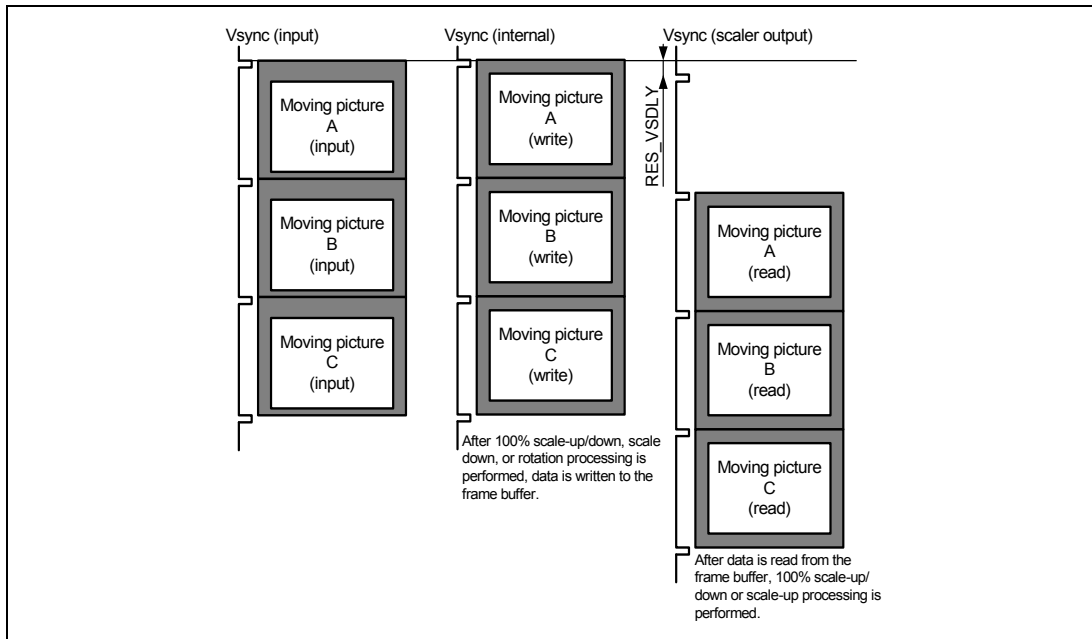 Vsync (input)
Vsync (internal)
Vsync (scaler output)
RES_VSDLY
Moving picture
A
(input)
Moving picture
B
(input)
Moving picture
C
(input)
Moving picture
A
(write)
Moving picture
B
(write)
Moving picture
C
(write)
After 100% scale-up/down, scale
down, or rotation processing is
performed, data is written to the
frame buffer.
Moving picture
A
(read)
Moving picture
B
(read)
Moving picture
C
(read)
After data is read from the
frame buffer, 100% scale-up/
down or scale-up processing is
performed.